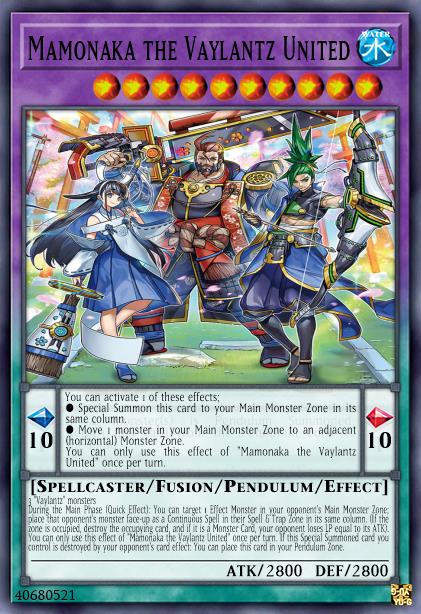 MAMONAKA THE VAYLANTZ UNITED
WATER
水
You can activate 1 of these effects;
● Special Summon this card to your Main Monster Zone in its
same column.
● Move 1 monster in your Main Monster Zone to an adjacent
(horizontal) Monster Zone.
You can only use this effect of "Mamonaka the Vaylantz
United" once per turn.
10
10
[SPELLCASTER/FUSION/PENDULUM/EFFECT]
3 "Vaylantz" monsters
During the Main Phase (Quick Effect): You can target 1 Effect Monster in your opponent's Main Monster Zone;
place that opponent's monster face-up as a Continuous Spell in their Spell & Trap Zone in its same column. (If the
zone is occupied, destroy the occupying card, and if it is a Monster Card, your opponent loses LP equal to its ATK).
You can only use this effect of "Mamonaka the Vaylantz United" once per turn. If this Special Summoned card you
control is destroyed by your opponent's card effect: You can place this card in your Pendulum Zone.
ATK/2800 DEF/2800
40680521